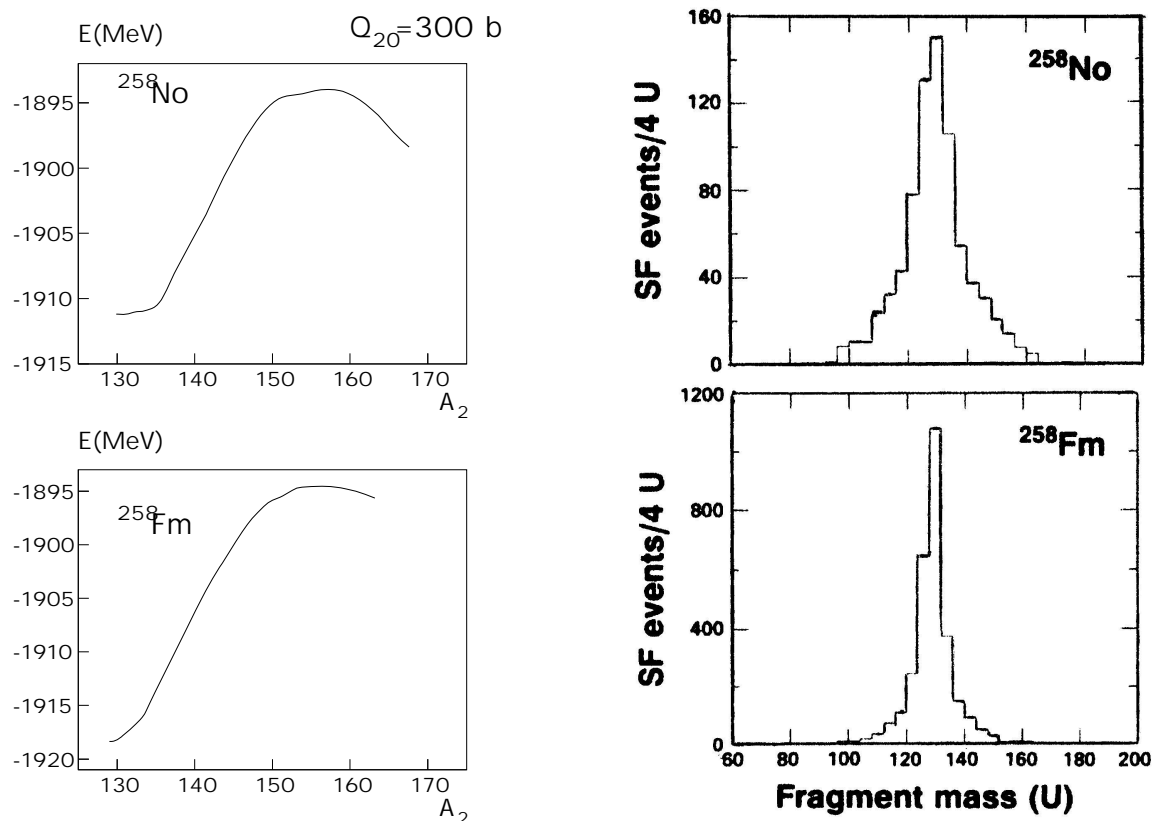 E(MeV)
Q20=300 b
258No
-1895
-1900
-1905
-1910
-1915
130 140 150 160 170
A2
E(MeV)
258Fm
-1895
-1900
-1905
-1910
-1915
-1920
130 140 150 160 170
A2
160
120
80
40
0
SF events/4 U
258No
1200
800
400
0
SF events/4 U
258Fm
60 80 100 120 140 160 180 200
Fragment mass (U)